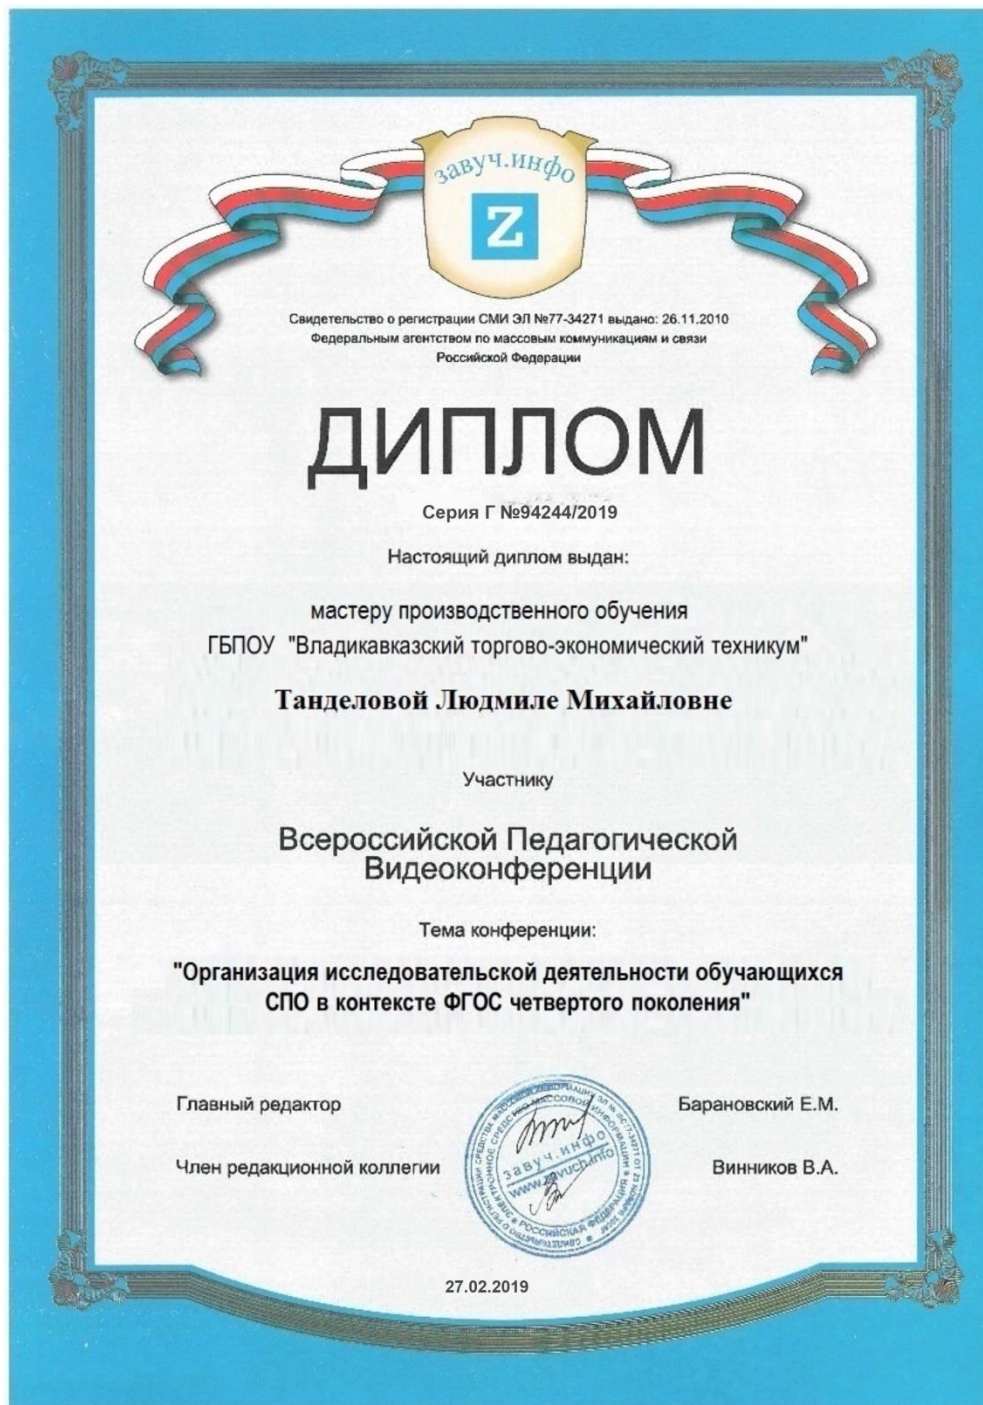 завуч.инфо
Z
Свидетельство о регистрации СМИ ЭЛ №77-34271 выдано: 26.11.2010
Федеральным агентством по массовым коммуникациям и связи
Российской Федерации
ДИПЛОМ
Серия Г №94244/2019
Настоящий диплом выдан:
мастеру производственного обучения
ГБПОУ "Владикавказский торгово-экономический техникум"
Танделовой Людмиле Михайловне
Участнику
Всероссийской Педагогической
Видеоконференции
Тема конференции:
"Организация исследовательской деятельности обучающихся
СПО в контексте ФГОС четвертого поколения"
Главный редактор
Барановский Е.М.
завуч.инфо
www.zavuch.info
РОССИЙСКАЯ ФЕДЕРАЦИЯ
Член редакционной коллегии
Винников В.А.
27.02.2019